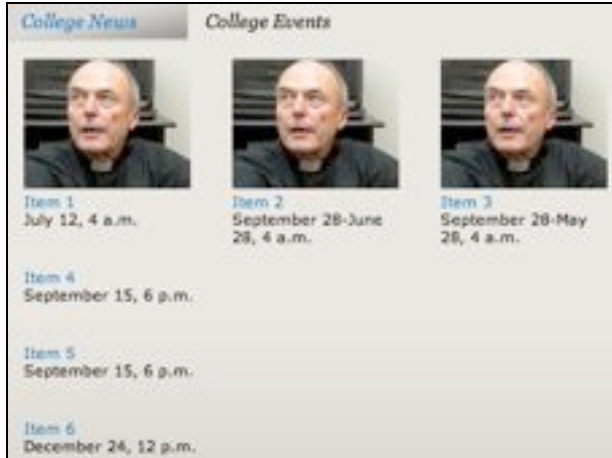 College News
College Events
Item 1
July 12, 4 a.m.
Item 2
September 28-June
28, 4 a.m.
Item 3
September 28-May
28, 4 a.m.
Item 4
September 15, 6 p.m.
Item 5
September 15, 6 p.m.
Item 6
December 24, 12 p.m.